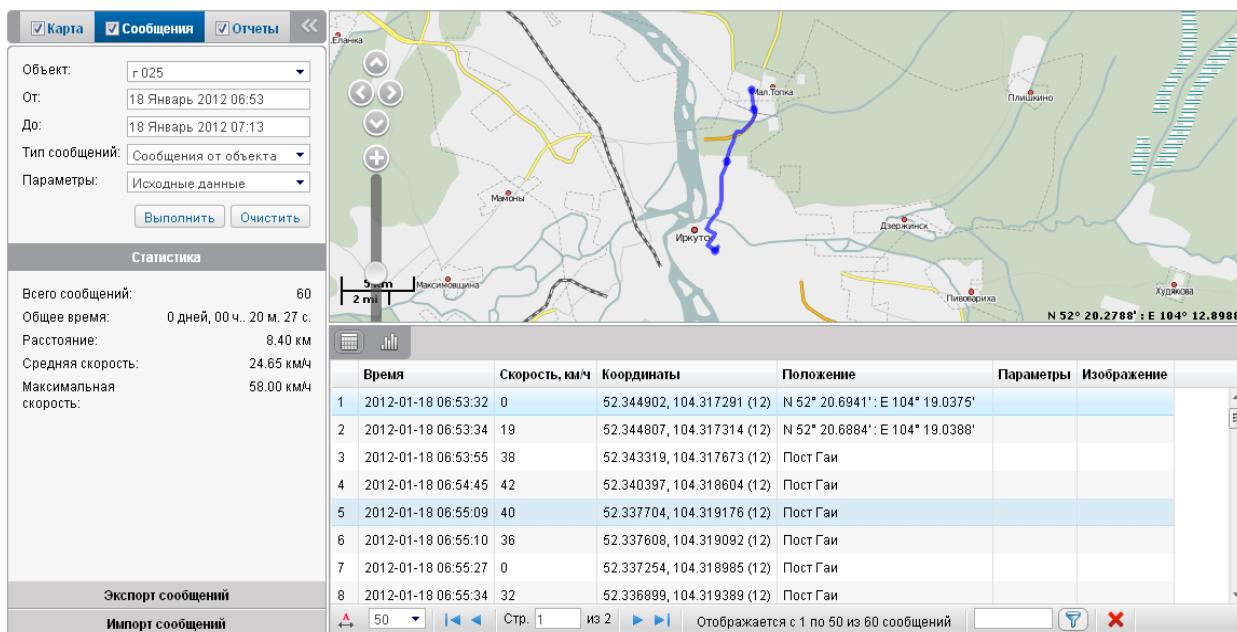 Карта Сообщения Отчеты
Объект: г 025
От: 18 Январь 2012 06:53
До: 18 Январь 2012 07:13
Тип сообщений: Сообщения от объекта
Параметры: Исходные данные
Выполнить Очистить
Статистика
Всего сообщений: 60
Общее время: 0 дней, 00 ч.. 20 м. 27 с.
Расстояние: 8.40 км
Средняя скорость: 24.65 км/ч
Максимальная скорость: 58.00 км/ч
Экспорт сообщений
Импорт сообщений
Еланка
Мал.Топка
Плишкино
Мамоны
Дзержинск
Иркутс
Максимовщина
Пивовариха
Худякова
5 km
2 mi
N 52° 20.2788' : E 104° 12.8988
Время Скорость, км/ч Координаты Положение Параметры Изображение
1 2012-01-18 06:53:32 0 52.344902, 104.317291 (12) N 52° 20.6941' : E 104° 19.0375'
2 2012-01-18 06:53:34 19 52.344807, 104.317314 (12) N 52° 20.6884' : E 104° 19.0388'
3 2012-01-18 06:53:55 38 52.343319, 104.317673 (12) Пост Гаи
4 2012-01-18 06:54:45 42 52.340397, 104.318604 (12) Пост Гаи
5 2012-01-18 06:55:09 40 52.337704, 104.319176 (12) Пост Гаи
6 2012-01-18 06:55:10 36 52.337608, 104.319092 (12) Пост Гаи
7 2012-01-18 06:55:27 0 52.337254, 104.318985 (12) Пост Гаи
8 2012-01-18 06:55:34 32 52.336899, 104.319389 (12) Пост Гаи
50 Стр. 1 из 2 Отображается с 1 по 50 из 60 сообщений